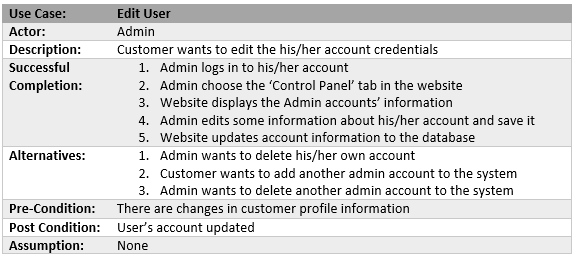 Use Case: Edit User
Actor: Admin
Description: Customer wants to edit the his/her account credentials
Successful 1. Admin logs in to his/her account
Completion: 2. Admin choose the ‘Control Panel’ tab in the website
3. Website displays the Admin accounts’ information
4. Admin edits some information about his/her account and save it
5. Website updates account information to the database
Alternatives: 1. Admin wants to delete his/her own account
2. Customer wants to add another admin account to the system
3. Admin wants to delete another admin account to the system
Pre-Condition: There are changes in customer profile information
Post Condition: User’s account updated
Assumption: None